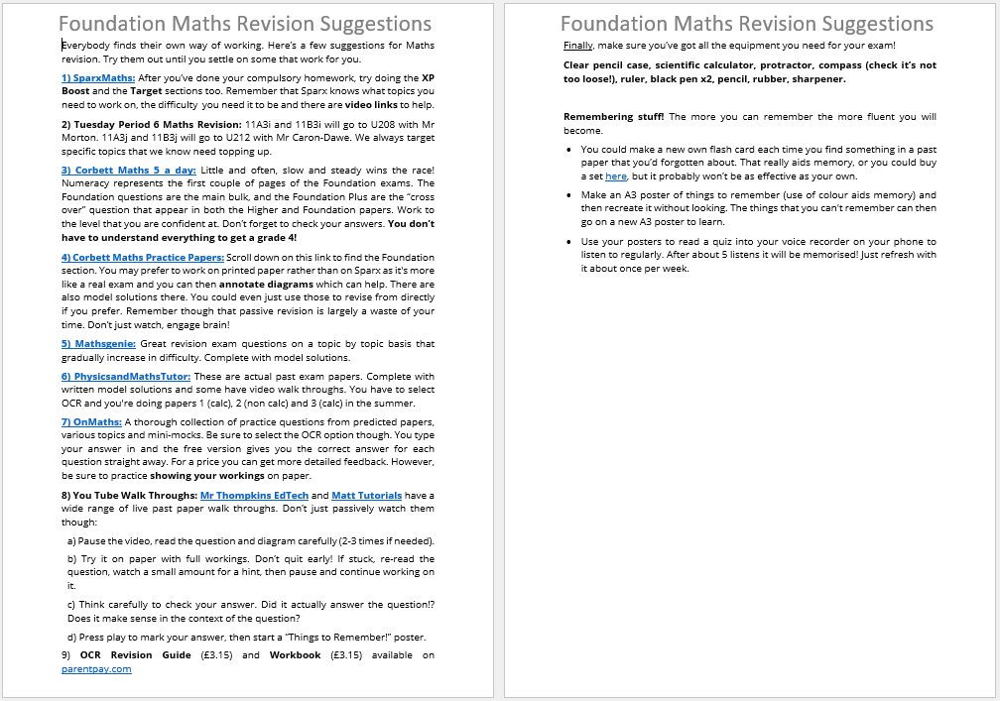 Foundation Maths Revision Suggestions
Everybody finds their own way of working. Here's a few suggestions for Maths
revision. Try them out until you settle on some that work for you.
1) SparxMaths: After you've done your compulsory homework, try doing the XP
Boost and the Target sections too. Remember that Sparx knows what topics you
need to work on, the difficulty you need it to be and there are video links to help.
2) Tuesday Period 6 Maths Revision: 11A3i and 11B3i will go to U208 with Mr
Morton. 11A3j and 11B3j will go to U212 with Mr Caron-Dawe. We always target
specific topics that we know need topping up.
3) Corbett Maths 5 a day: Little and often, slow and steady wins the race!
Numeracy represents the first couple of pages of the Foundation exams. The
Foundation questions are the main bulk, and the Foundation Plus are the "cross
over" question that appear in both the Higher and Foundation papers. Work to
the level that you are confident at. Don't forget to check your answers. You don't
have to understand everything to get a grade 4!
4) Corbett Maths Practice Papers: Scroll down on this link to find the Foundation
section. You may prefer to work on printed paper rather than on Sparx as it's more
like a real exam and you can then annotate diagrams which can help. There are
also model solutions there. You could even just use those to revise from directly
if you prefer. Remember though that passive revision is largely a waste of your
time. Don't just watch, engage brain!
5) Mathsgenie: Great revision exam questions on a topic by topic basis that
gradually increase in difficulty. Complete with model solutions.
6) PhysicsandMathsTutor: These are actual past exam papers. Complete with
written model solutions and some have video walk throughs. You have to select
OCR and you're doing papers 1 (calc), 2 (non calc) and 3 (calc) in the summer.
7) OnMaths: A thorough collection of practice questions from predicted papers,
various topics and mini-mocks. Be sure to select the OCR option though. You type
your answer in and the free version gives you the correct answer for each
question straight away. For a price you can get more detailed feedback. However,
be sure to practice showing your workings on paper.
8) You Tube Walk Throughs: Mr Thompkins EdTech and Matt Tutorials have a
wide range of live past paper walk throughs. Don't just passively watch them
though:
a) Pause the video, read the question and diagram carefully (2-3 times if needed).
b) Try it on paper with full workings. Don't quit early! If stuck, re-read the
question, watch a small amount for a hint, then pause and continue working on
it.
c) Think carefully to check your answer. Did it actually answer the question!?
Does it make sense in the context of the question?
d) Press play to mark your answer, then start a "Things to Remember!" poster.
9) OCR Revision Guide (£3.15) and Workbook (£3.15) available on
parentpay.com
Foundation Maths Revision Suggestions
Finally, make sure you've got all the equipment you need for your exam!
Clear pencil case, scientific calculator, protractor, compass (check it's not
too loose!), ruler, black pen x2, pencil, rubber, sharpener.
Remembering stuff! The more you can remember the more fluent you will
become.
• You could make a new own flash card each time you find something in a past
paper that you'd forgotten about. That really aids memory, or you could buy
a set here, but it probably won't be as effective as your own.
• Make an A3 poster of things to remember (use of colour aids memory) and
then recreate it without looking. The things that you can't remember can then
go on a new A3 poster to learn.
• Use your posters to read a quiz into your voice recorder on your phone to
listen to regularly. After about 5 listens it will be memorised! Just refresh with
it about once per week.